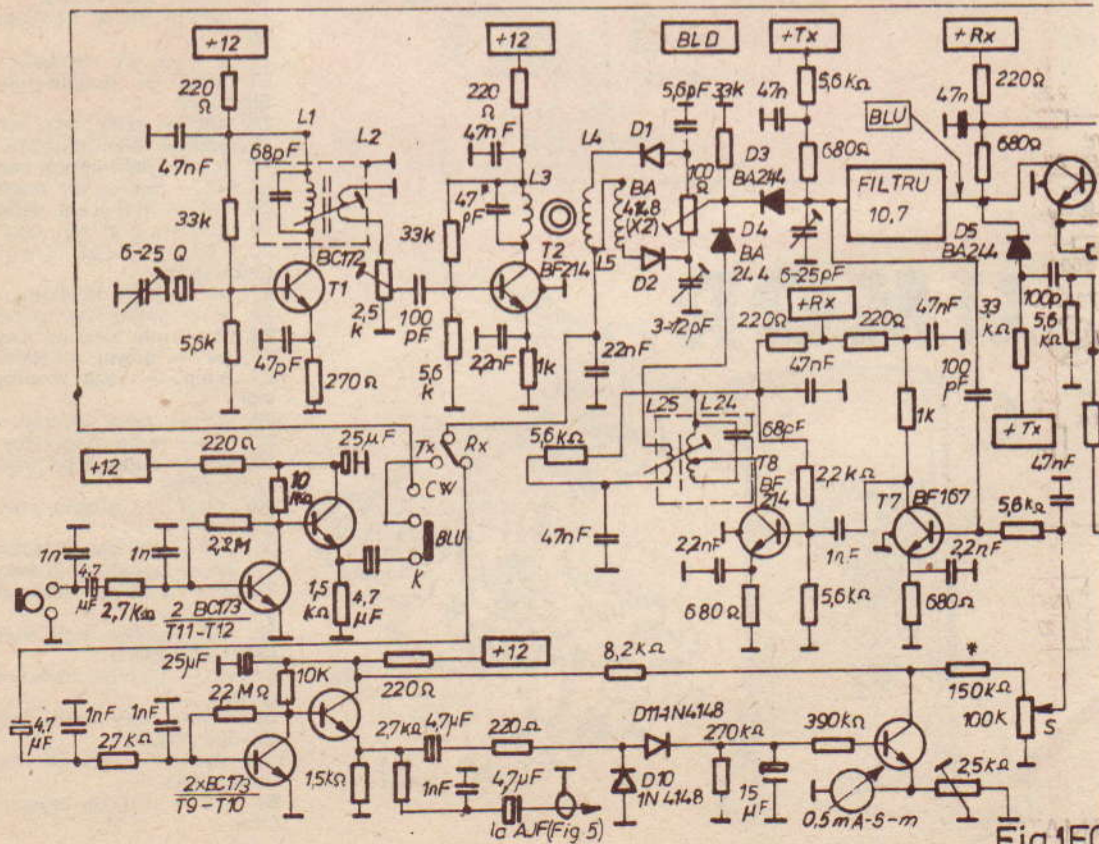 +12
+12
BLD
+Tx
+Rx
220
Ω
L1
L2
47nF
68pF
33k
6-25 Q
BC172
T1
5,6k
47pF
270Ω
2,5
k
220
Ω
47nF
L3
47*
pF
33k
100
pF
T2
BF214
5,6
k
2,2nF
1k
L4
L5
22nF
D1
D2
BA
4148
(X2)
5,6pF
33k
100
Ω
3-12pF
D3
BA244
D4
BA
244
47n
5,6kΩ
680Ω
6-25pF
FILTRU
10,7
BLU
47n
220Ω
680Ω
D5
BA244
100p
5,6
kΩ
3,3
kΩ
+Tx
47nF
+Rx
220Ω
220Ω
47nF
47nF
100
pF
1k
L25
L24
68pF
5,6kΩ
T8
BF
214
2,2kΩ
47nF
2,2nF
680Ω
5,6kΩ
1nF
T7
BF167
2,2nF
680Ω
5,6kΩ
+12
220Ω
25μF
10
MΩ
2,2M
Tx
Rx
CW
BLU
K
1n
1n
4,7
μF
2,7kΩ
2 BC173
T11-T12
1,5
KΩ
4,7
μF
25μF
10K
220Ω
+12
8,2kΩ
*
150kΩ
100K
S
4,7
μF
1nF
1nF
22MΩ
2,7KΩ
2xBC173
T9-T10
1,5kΩ
2,7KΩ
4,7μF
220Ω
1nF
4,7μF
la AJF(Fig 5)
D11-1N4148
D10
1N4148
270kΩ
15
μF
390kΩ
2,5kΩ
0,5mA-S-m